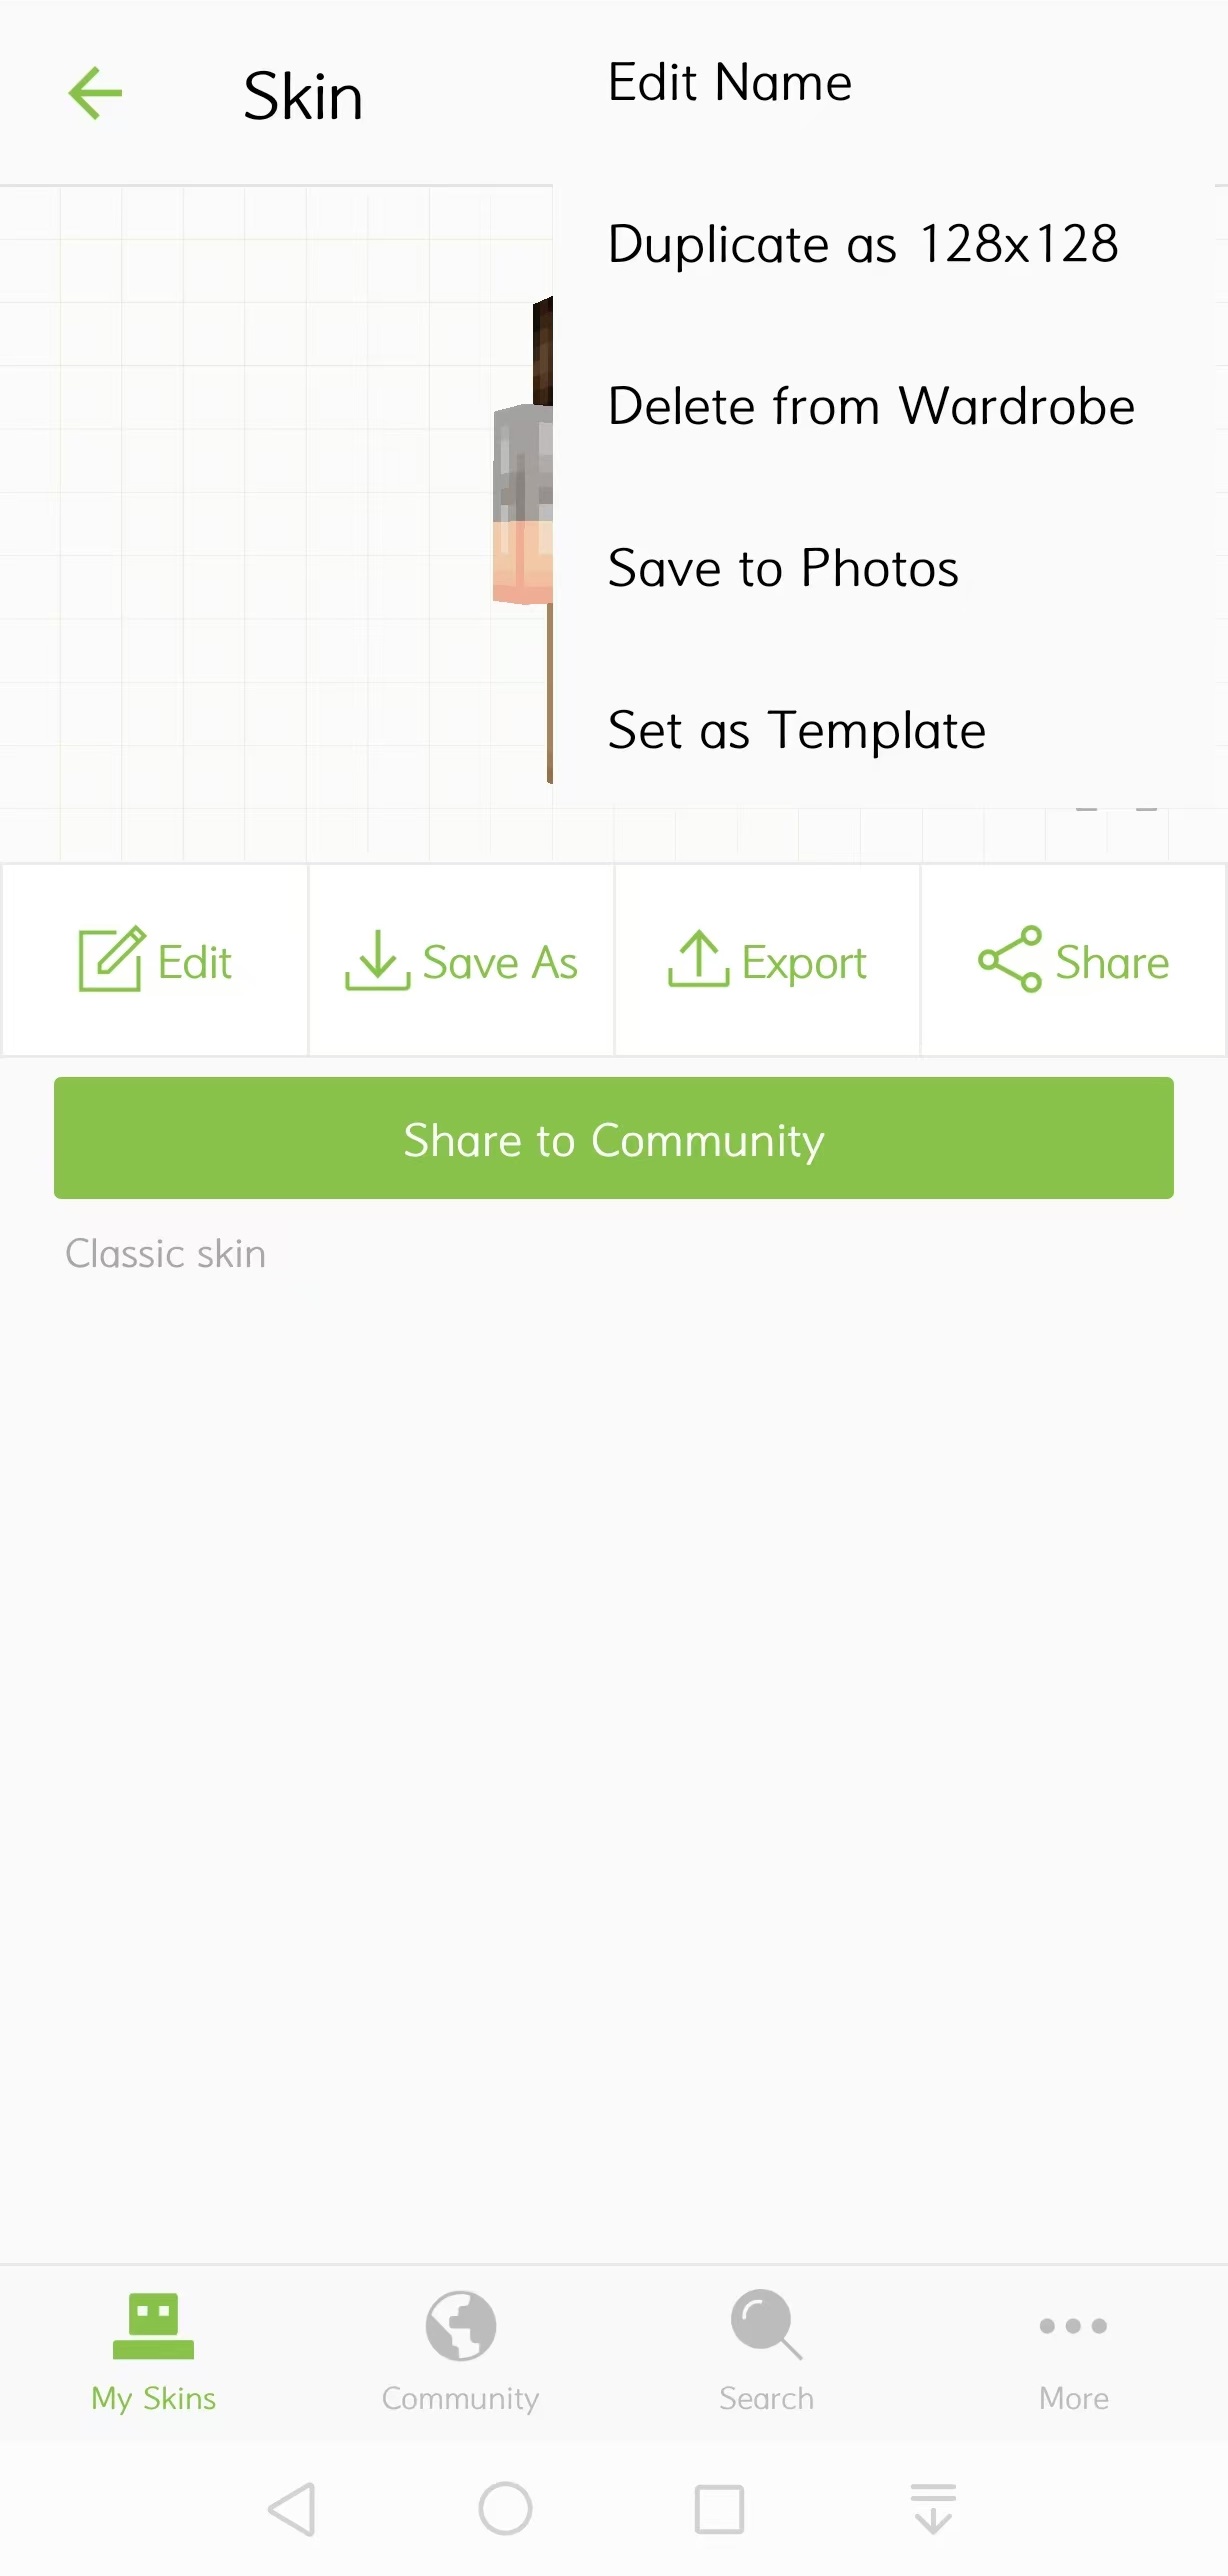 Skin
Edit Name
Duplicate as 128x128
Delete from Wardrobe
Save to Photos
Set as Template
Edit
Save As
Export
Share
Share to Community
Classic skin
My Skins
Community
Search
More